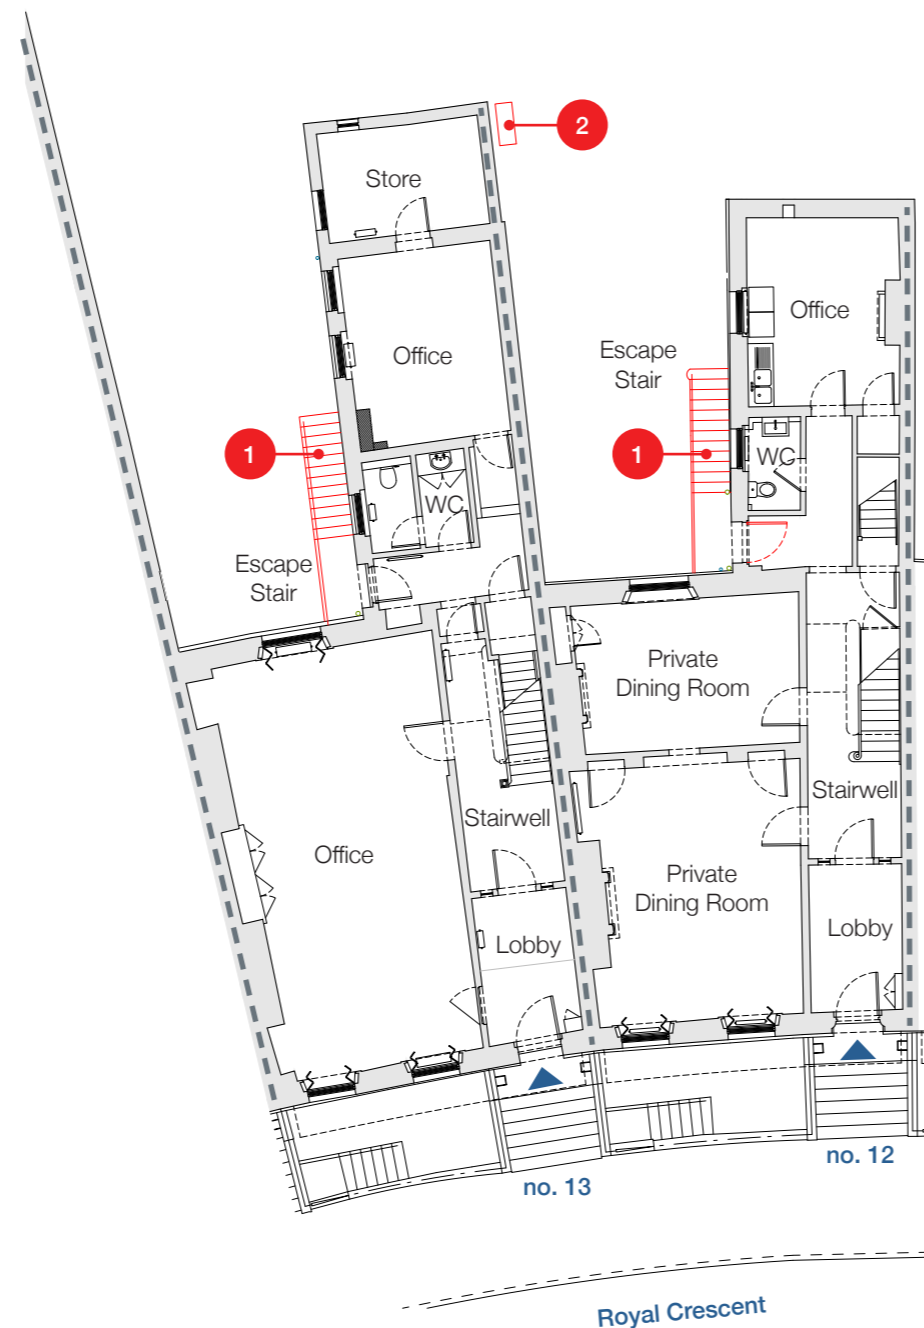 2
Store
Office
Office
Escape
Stair
1
1
WC
WC
Escape
Stair
Private
Dining Room
Stairwell
Stairwell
Office
Private
Dining Room
Lobby
Lobby
no. 12
no. 13
Royal Crescent